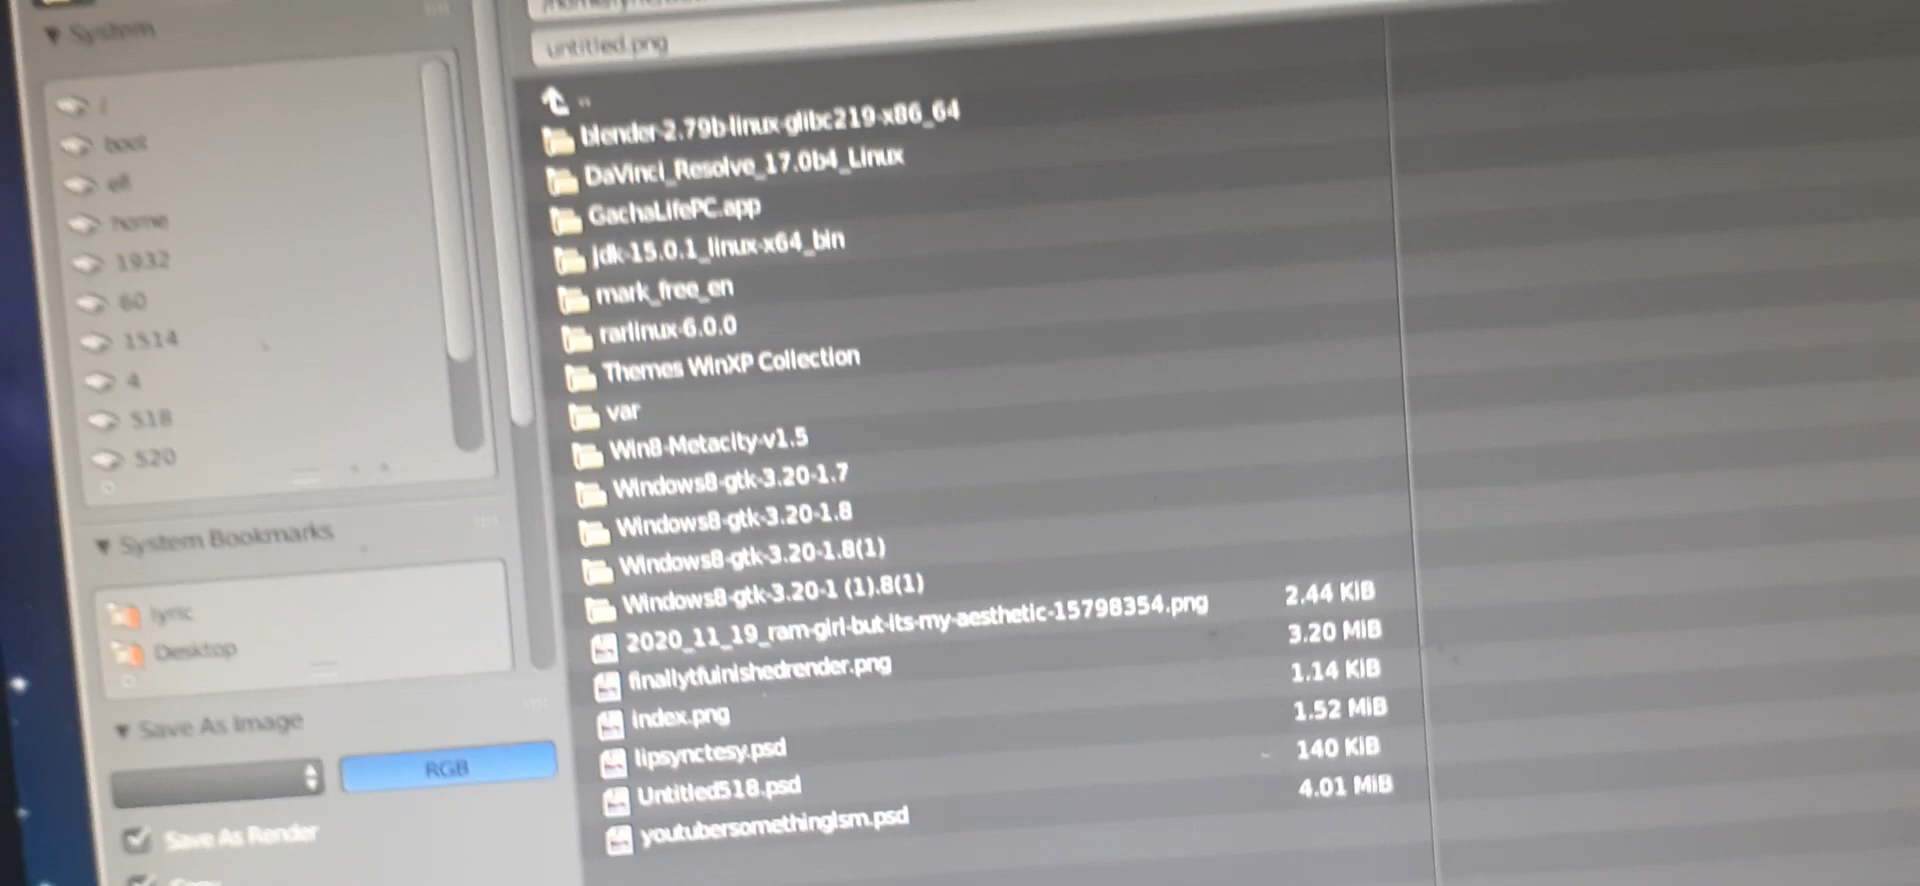 System
untitled.png
/
boot
efi
home
1932
60
1514
4
518
520
System Bookmarks
lyric
Desktop
Save As Image
RGB
Save As Render
..
blender-2.79b-linux-glibc219-x86_64
DaVinci_Resolve_17.0b4_Linux
GachaLifePC.app
jdk-15.0.1_linux-x64_bin
mark_free_en
rarlinux-6.0.0
Themes WinXP Collection
var
Win8-Metacity-v1.5
Windows8-gtk-3.20-1.7
Windows8-gtk-3.20-1.8
Windows8-gtk-3.20-1.8(1)
Windows8-gtk-3.20-1 (1).8(1)
2020_11_19_ram-girl-but-its-my-aesthetic-15798354.png 2.44 KiB
finallytfuinishedrender.png 3.20 MiB
index.png 1.14 KiB
lipsynctesy.psd 1.52 MiB
Untitled518.psd 140 KiB
youtubersomethingism.psd 4.01 MiB